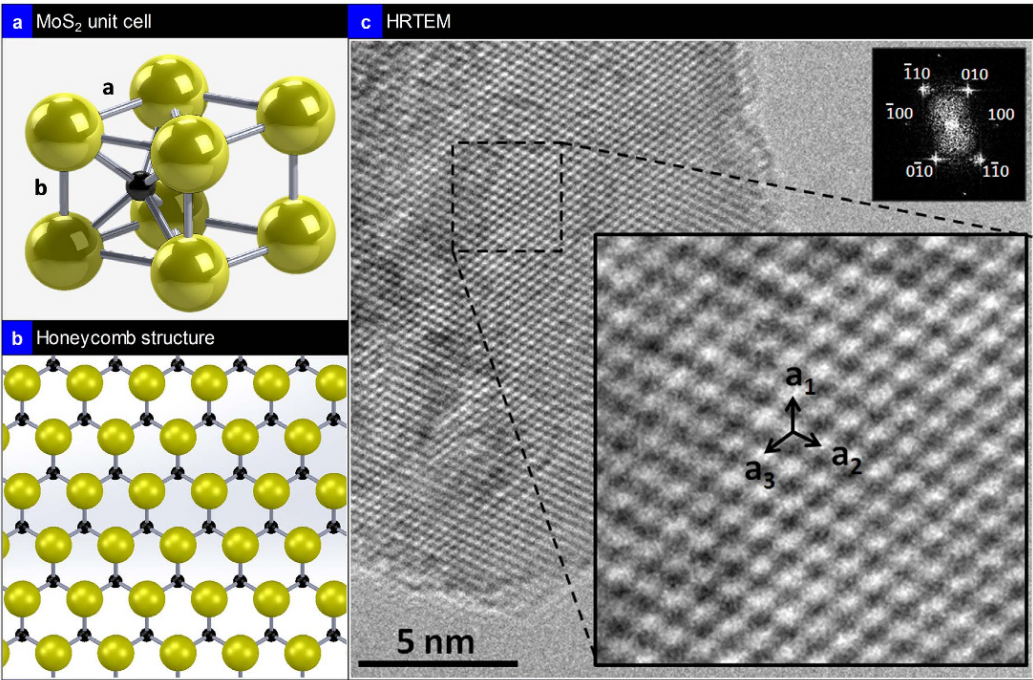 a MoS₂ unit cell
a
b
b Honeycomb structure
c HRTEM
1̅10 010
1̅00 100
01̅0 11̅0
a₁
a₂
a₃
5 nm